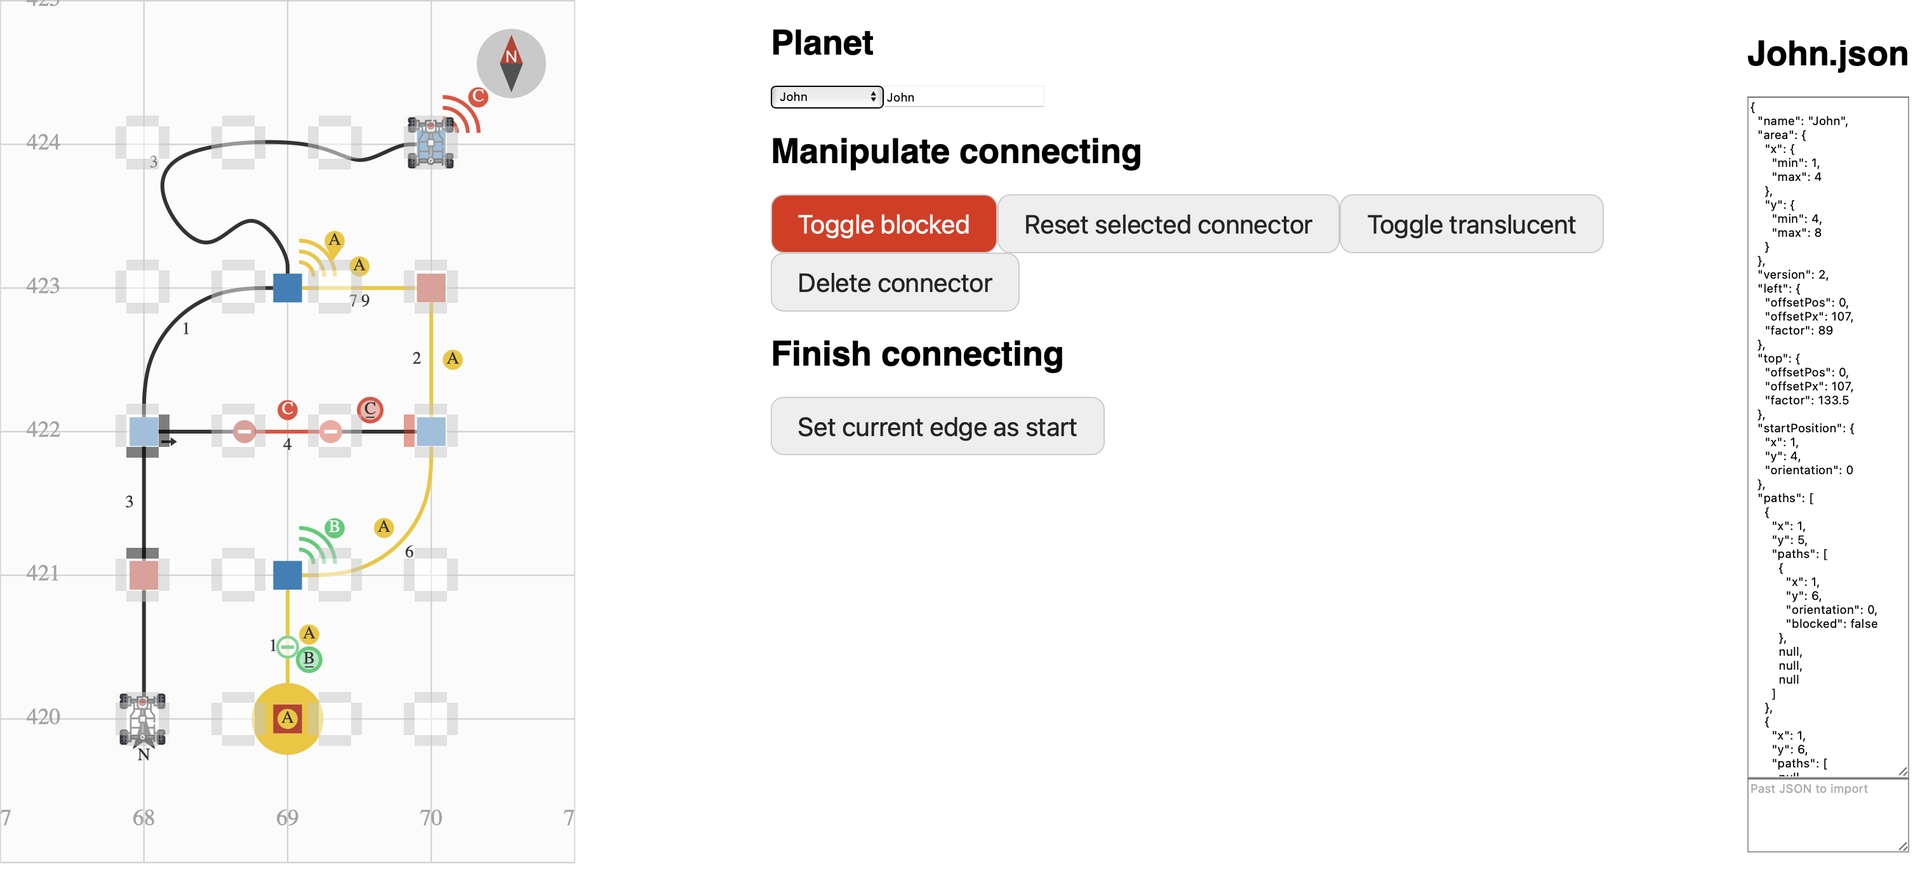 423
N
C
424
3
A
A
423
7 9
1
2
A
C
C
422
4
3
B
A
6
421
1
A
B
420
A
N
7
68
69
70
7
Planet
John
John
Manipulate connecting
Toggle blocked
Reset selected connector
Toggle translucent
Delete connector
Finish connecting
Set current edge as start
John.json
{
"name": "John",
"area": {
"x": {
"min": 1,
"max": 4
},
"y": {
"min": 4,
"max": 8
}
},
"version": 2,
"left": {
"offsetPos": 0,
"offsetPx": 107,
"factor": 89
},
"top": {
"offsetPos": 0,
"offsetPx": 107,
"factor": 133.5
},
"startPosition": {
"x": 1,
"y": 4,
"orientation": 0
},
"paths": [
{
"x": 1,
"y": 5,
"paths": [
{
"x": 1,
"y": 6,
"orientation": 0,
"blocked": false
},
null,
null,
null
]
},
{
"x": 1,
"y": 6,
"paths": [
Past JSON to import